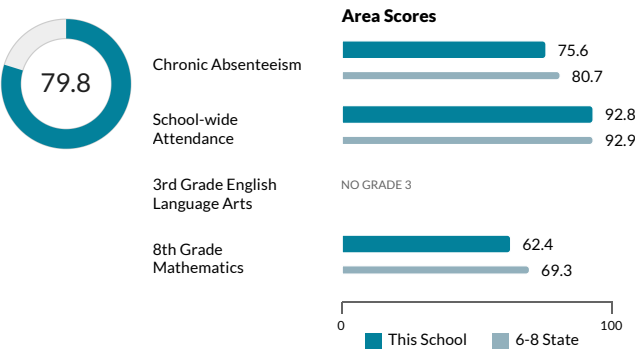 Area Scores
79.8
Chronic Absenteeism
75.6
80.7
School-wide
Attendance
92.8
92.9
3rd Grade English
Language Arts
NO GRADE 3
8th Grade
Mathematics
62.4
69.3
0
100
This School
6-8 State